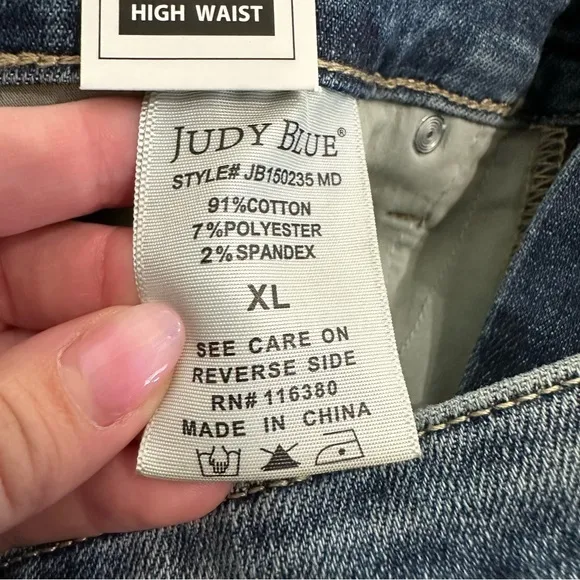 HIGH WAIST
JUDY BLUE®
STYLE# JB150235 MD
91%COTTON
7%POLYESTER
2%SPANDEX
XL
SEE CARE ON
REVERSE SIDE
RN# 116380
MADE IN CHINA